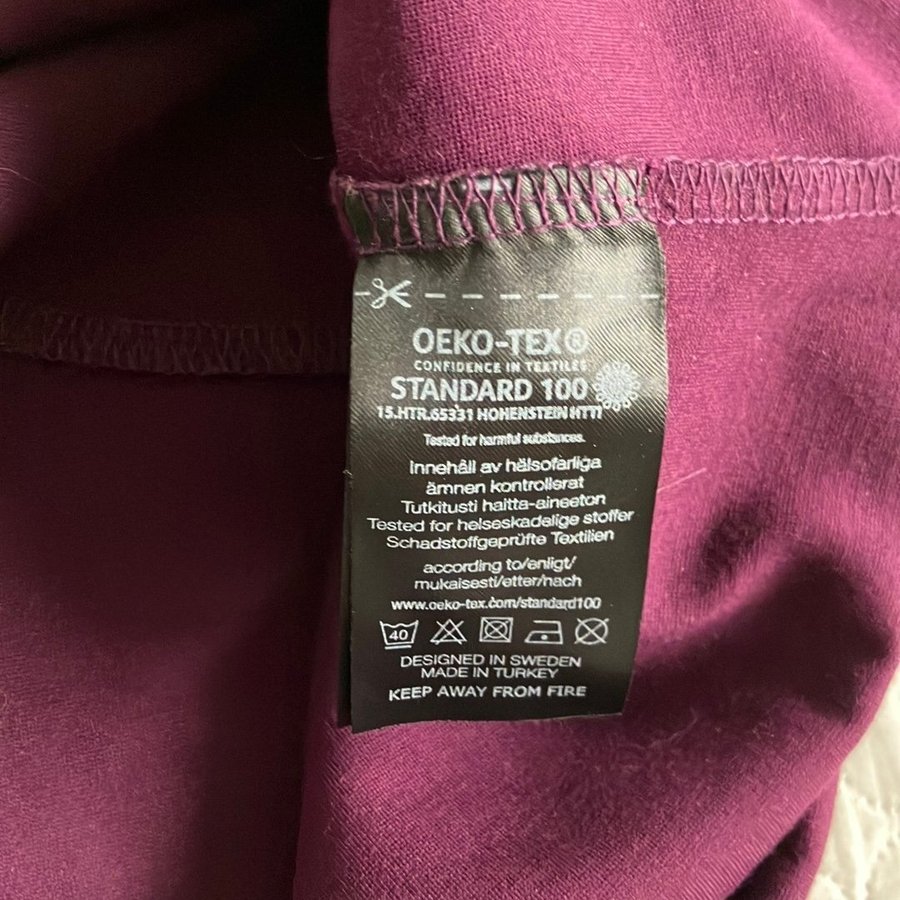 OEKO-TEX®
CONFIDENCE IN TEXTILES
STANDARD 100
15.HTR.65331 HOHENSTEIN HTTI
Tested for harmful substances.
Innehåll av hälsofarliga
ämnen kontrollerat
Tutkitusti haitta-aineeton
Tested for helseskadelige stoffer
Schadstoffgeprüfte Textilien
according to/enligt/
mukaisesti/etter/nach
www.oeko-tex.com/standard100
40
DESIGNED IN SWEDEN
MADE IN TURKEY
KEEP AWAY FROM FIRE